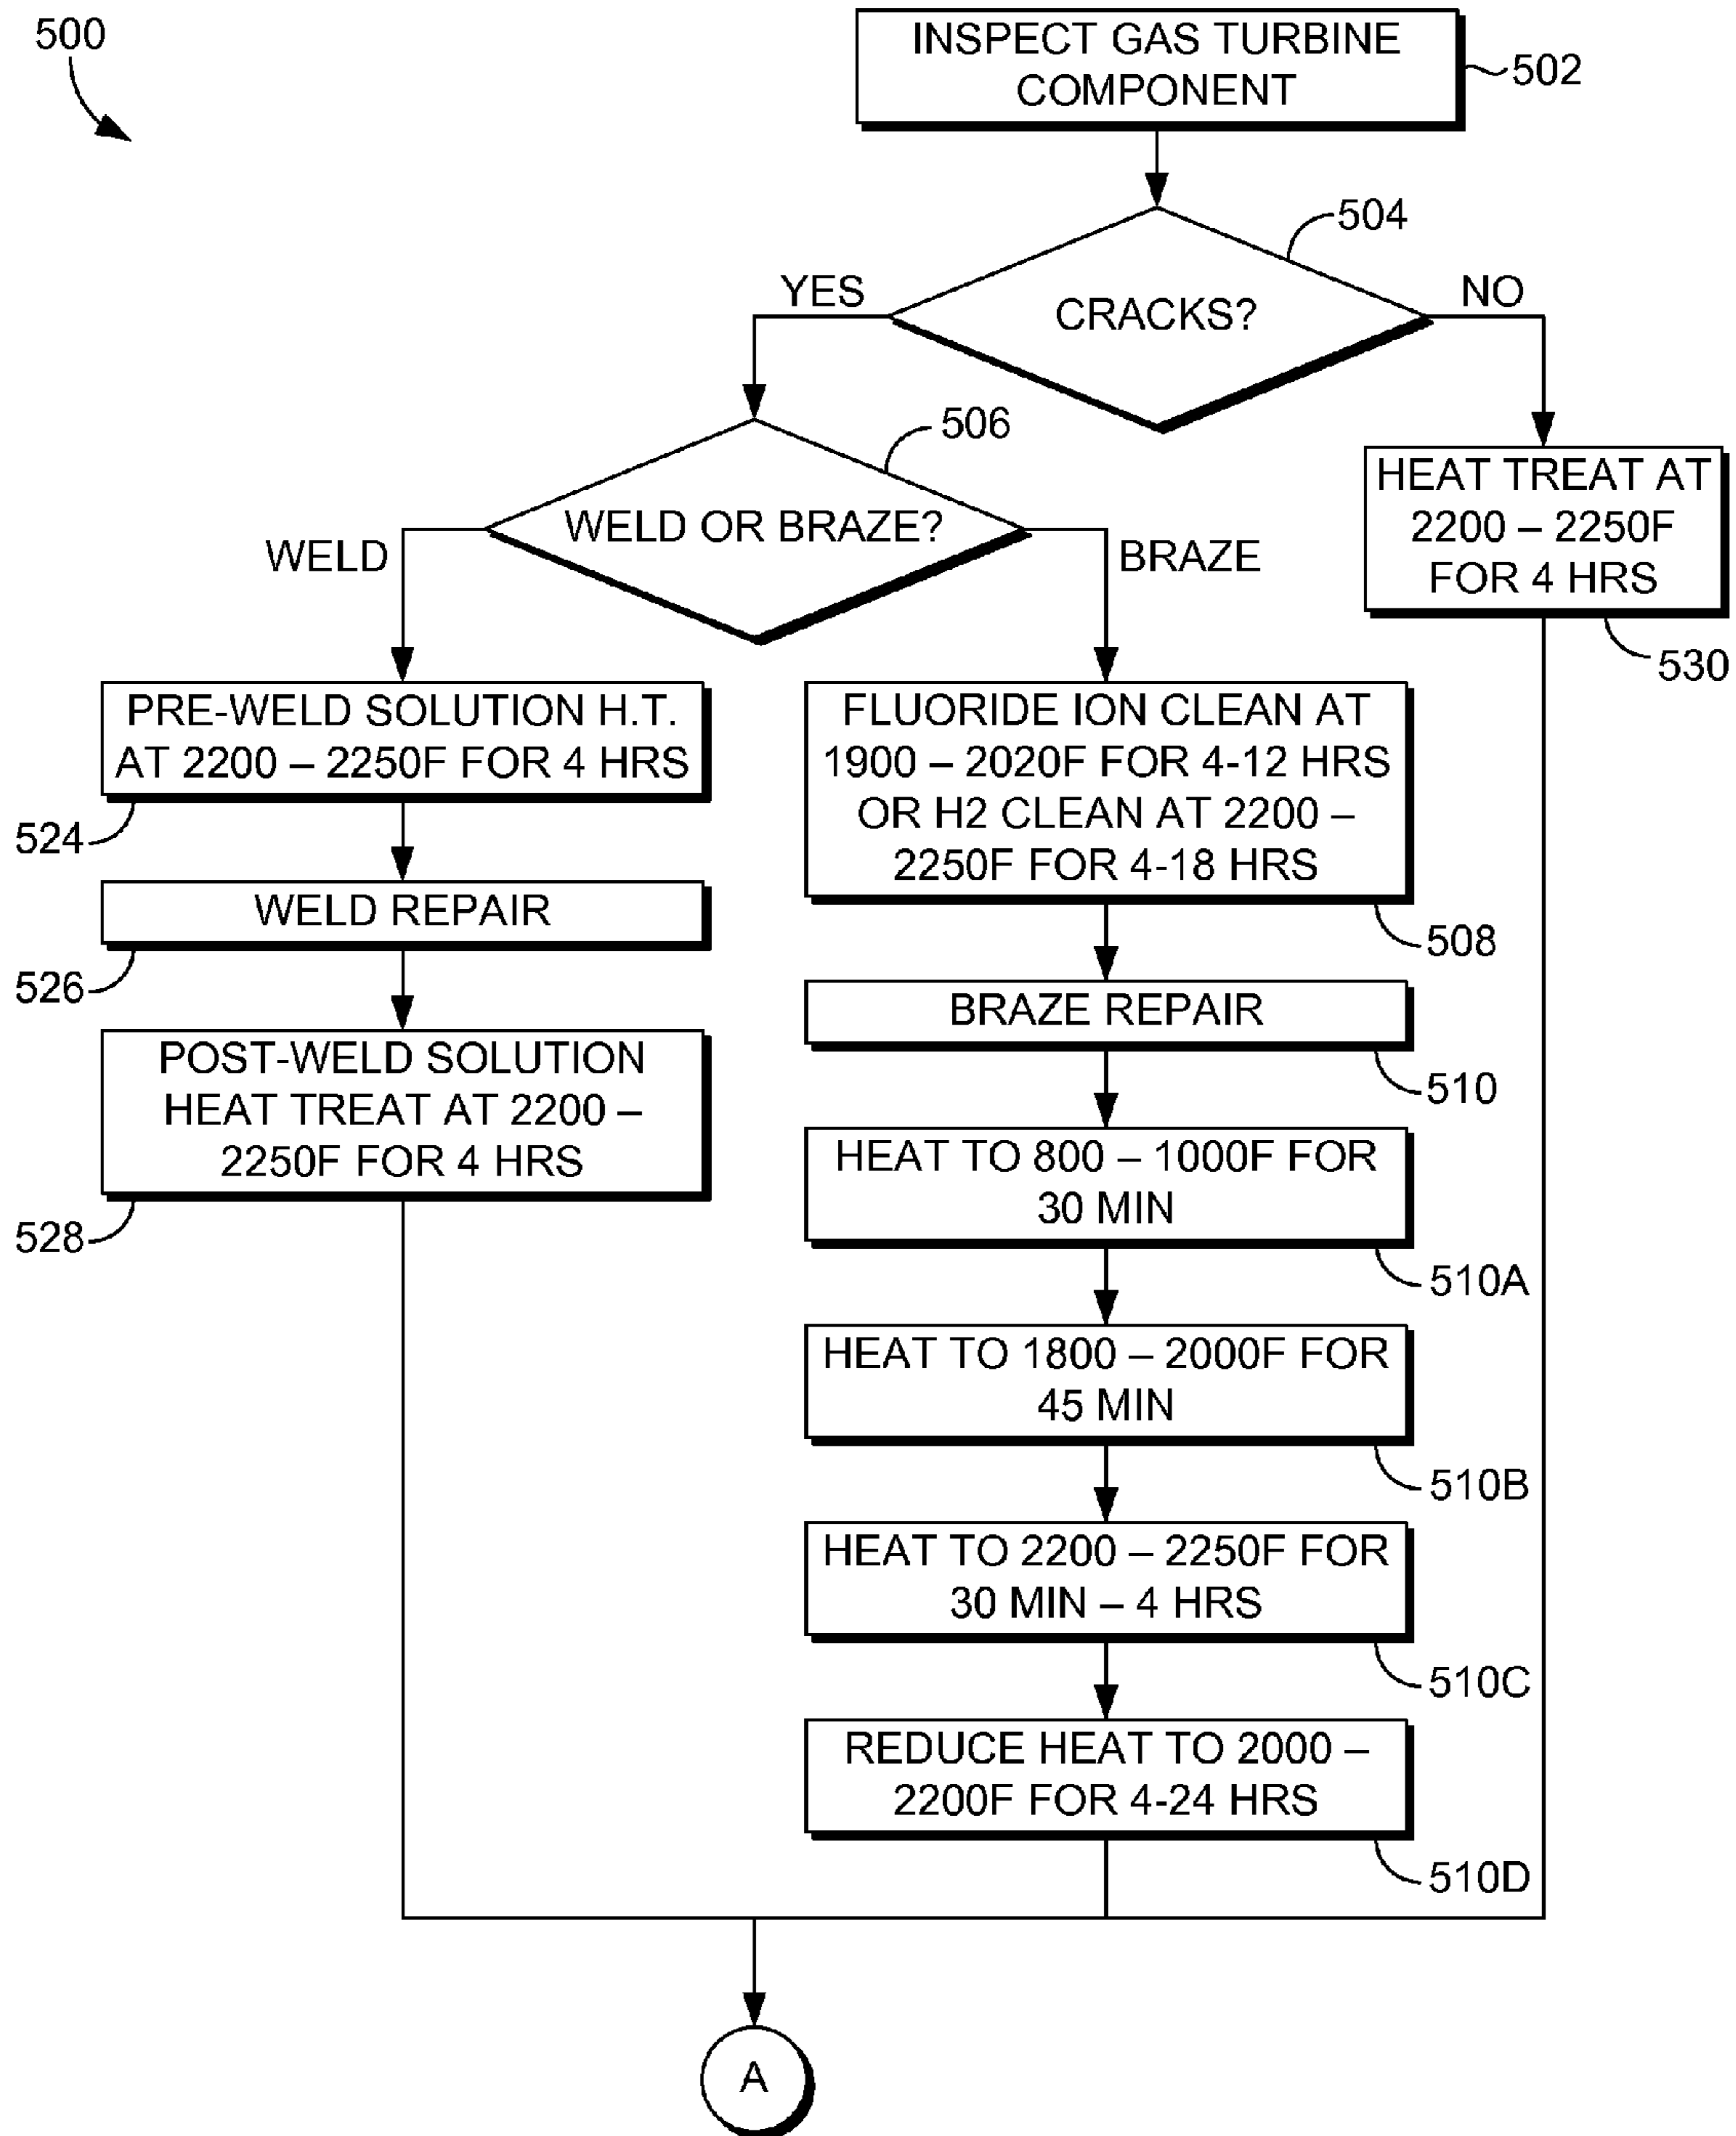 500
INSPECT GAS TURBINE
COMPONENT
502
504
CRACKS?
YES
NO
506
WELD OR BRAZE?
WELD
BRAZE
HEAT TREAT AT
2200 – 2250F
FOR 4 HRS
530
PRE-WELD SOLUTION H.T.
AT 2200 – 2250F FOR 4 HRS
524
WELD REPAIR
526
POST-WELD SOLUTION
HEAT TREAT AT 2200 –
2250F FOR 4 HRS
528
FLUORIDE ION CLEAN AT
1900 – 2020F FOR 4-12 HRS
OR H2 CLEAN AT 2200 –
2250F FOR 4-18 HRS
508
BRAZE REPAIR
510
HEAT TO 800 – 1000F FOR
30 MIN
510A
HEAT TO 1800 – 2000F FOR
45 MIN
510B
HEAT TO 2200 – 2250F FOR
30 MIN – 4 HRS
510C
REDUCE HEAT TO 2000 –
2200F FOR 4-24 HRS
510D
A